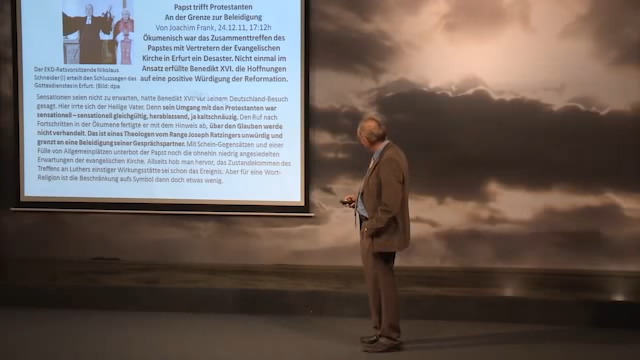 Papst trifft Protestanten
An der Grenze zur Beleidigung
Von Joachim Frank, 24.12.11, 17:12h
Ökumenisch war das Zusammentreffen des
Papstes mit Vertretern der Evangelischen
Kirche in Erfurt ein Desaster. Nicht einmal im
Ansatz erfüllte Benedikt XVI. die Hoffnungen
auf eine positive Würdigung der Reformation.
Der EKD-Ratsvorsitzende Nikolaus
Schneider (l) erteilt den Schlusssegen des
Gottesdienstes in Erfurt. (Bild: dpa
Sensationen seien nicht zu erwarten, hatte Benedikt XVI. vor seinem Deutschland-Besuch
gesagt. Hier irrte sich der Heilige Vater. Denn sein Umgang mit den Protestanten war
sensationell – sensationell gleichgültig, herablassend, ja kaltschnäuzig. Den Ruf nach
Fortschritten in der Ökumene fertigte er mit dem Hinweis ab, über den Glauben werde
nicht verhandelt. Das ist eines Theologen vom Range Joseph Ratzingers unwürdig und
grenzt an eine Beleidigung seiner Gesprächspartner. Mit Schein-Gegensätzen und einer
Fülle von Allgemeinplätzen unterbot der Papst noch die ohnehin niedrig angesiedelten
Erwartungen der evangelischen Kirche. Allseits hob man hervor, das Zustandekommen des
Treffens an Luthers einstiger Wirkungsstätte sei schon das Ereignis. Aber für eine Wort-
Religion ist die Beschränkung aufs Symbol dann doch etwas wenig.